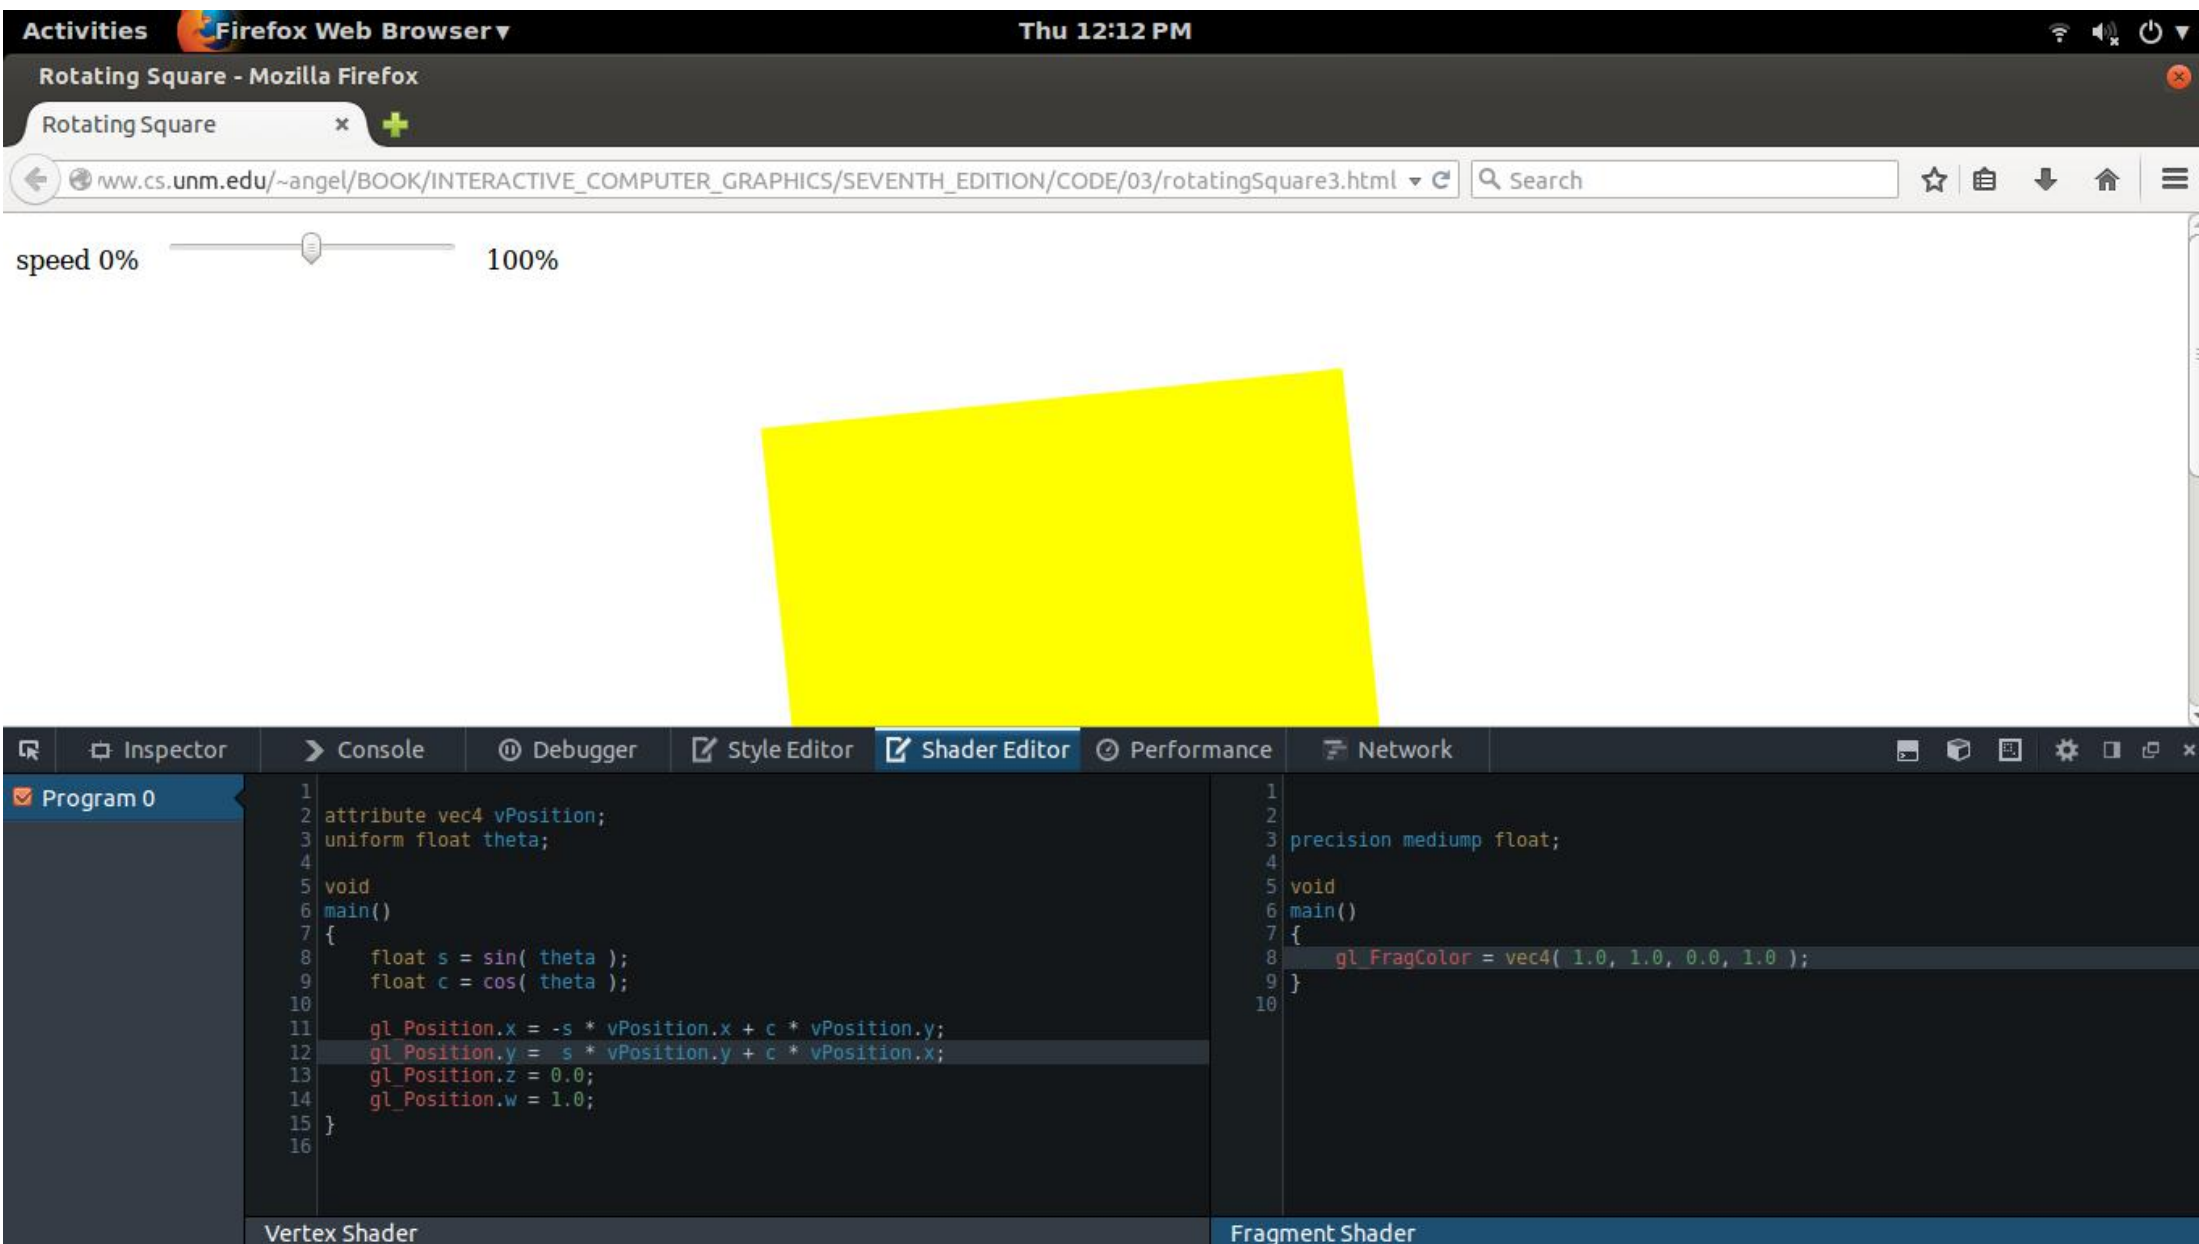 Activities Firefox Web Browser Thu 12:12 PM
Rotating Square - Mozilla Firefox
Rotating Square
ww.cs.unm.edu/~angel/BOOK/INTERACTIVE_COMPUTER_GRAPHICS/SEVENTH_EDITION/CODE/03/rotatingSquare3.html Search
speed 0% 100%
Inspector Console Debugger Style Editor Shader Editor Performance Network
Program 0
1
2 attribute vec4 vPosition;
3 uniform float theta;
4
5 void
6 main()
7 {
8 float s = sin( theta );
9 float c = cos( theta );
10
11 gl_Position.x = -s * vPosition.x + c * vPosition.y;
12 gl_Position.y =  s * vPosition.y + c * vPosition.x;
13 gl_Position.z = 0.0;
14 gl_Position.w = 1.0;
15 }
16
Vertex Shader
1
2
3 precision mediump float;
4
5 void
6 main()
7 {
8 gl_FragColor = vec4( 1.0, 1.0, 0.0, 1.0 );
9 }
10
Fragment Shader